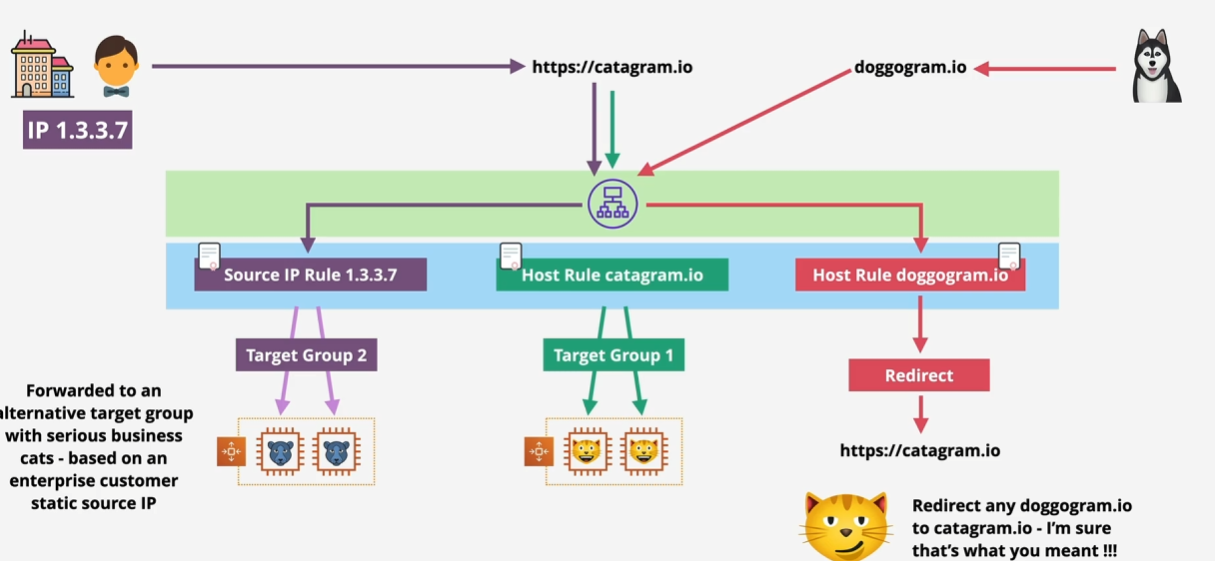 https://catagram.io
doggogram.io
IP 1.3.3.7
Source IP Rule 1.3.3.7
Host Rule catagram.io
Host Rule doggogram.io
Target Group 2
Target Group 1
Redirect
Forwarded to an
alternative target group
with serious business
cats - based on an
enterprise customer
static source IP
https://catagram.io
Redirect any doggogram.io
to catagram.io - I'm sure
that's what you meant !!!